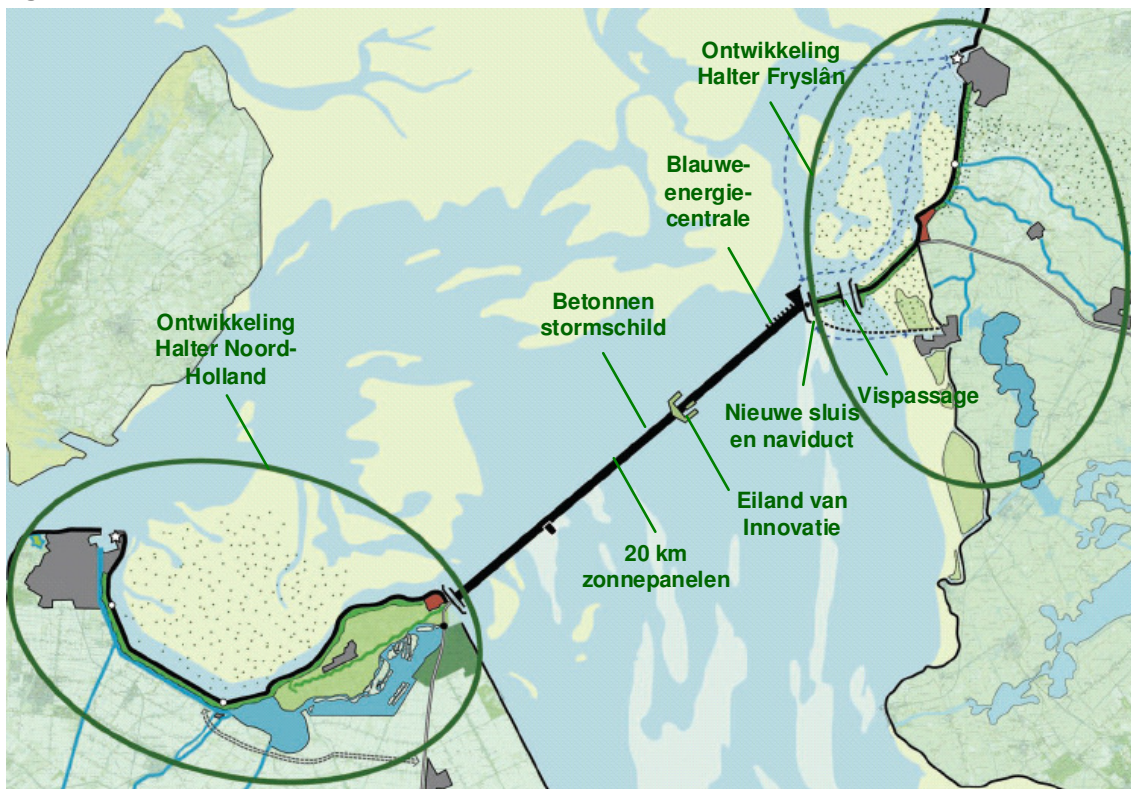 Ontwikkeling
Halter Fryslân
Blauwe-
energie-
centrale
Betonnen
stormschild
Ontwikkeling
Halter Noord-
Holland
Vispassage
Nieuwe sluis
en naviduct
Eiland van
Innovatie
20 km
zonnepanelen